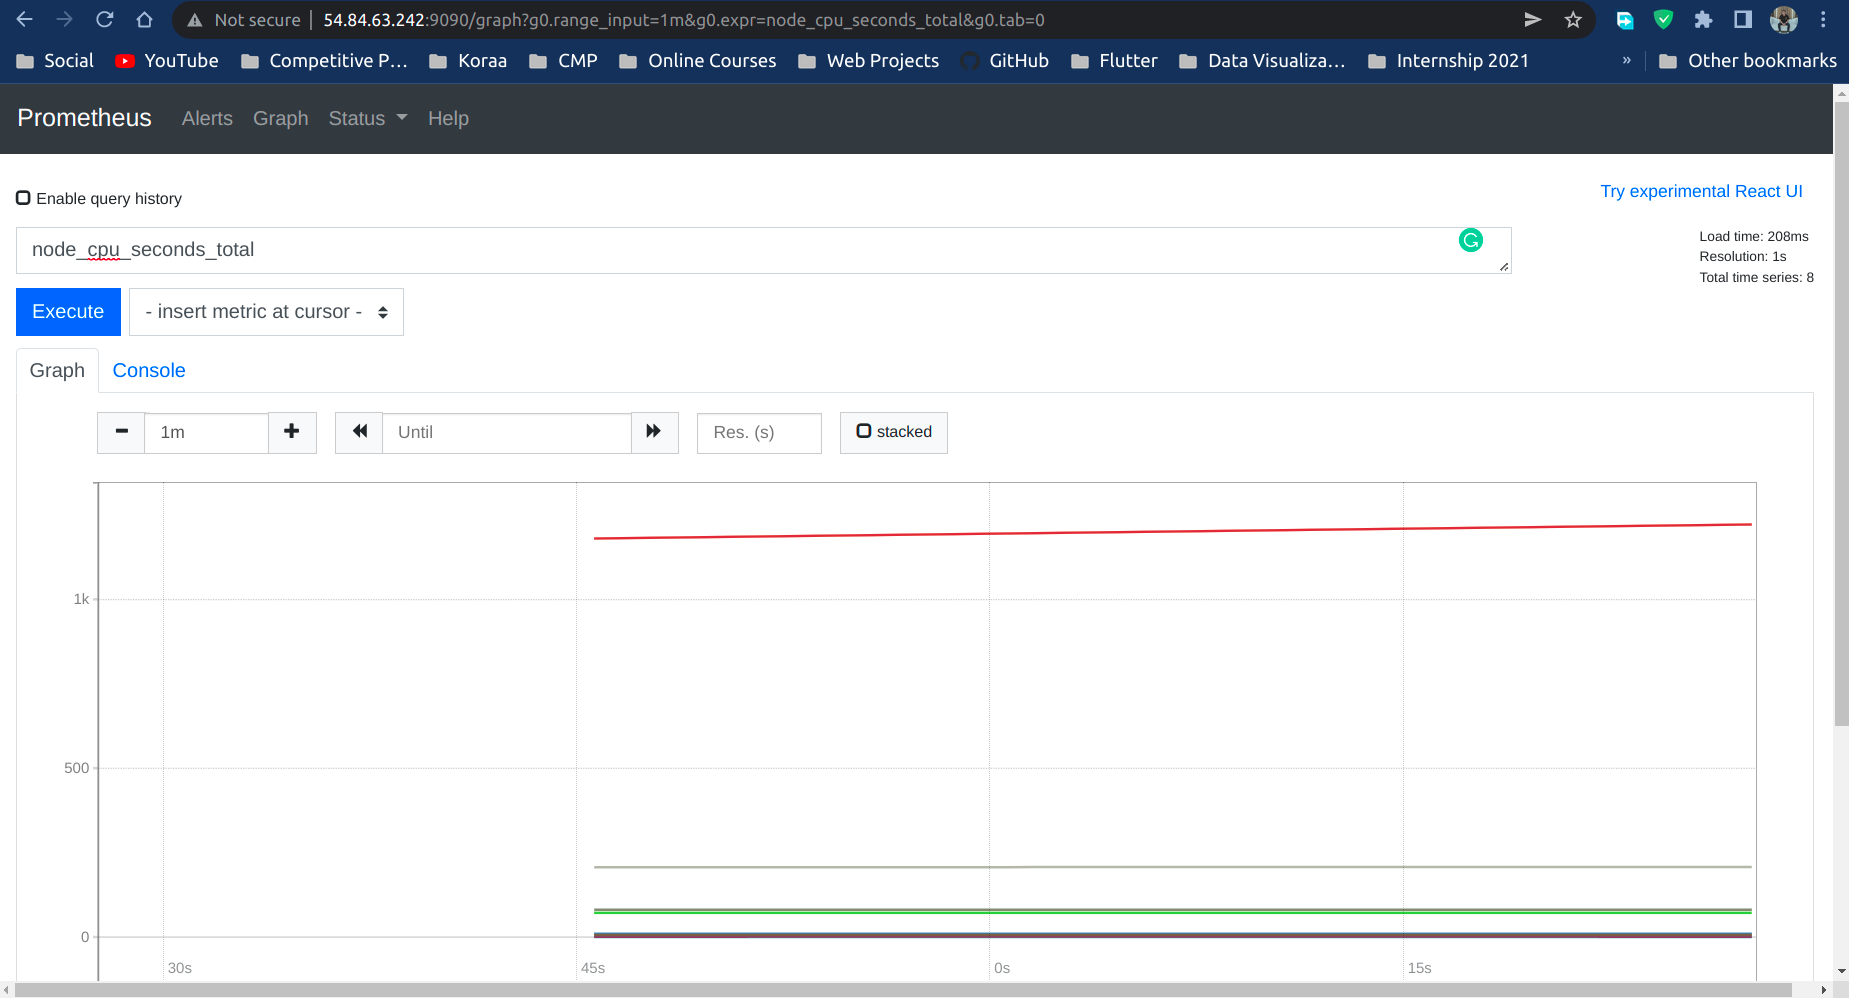 Not secure | 54.84.63.242:9090/graph?g0.range_input=1m&g0.expr=node_cpu_seconds_total&g0.tab=0
Social YouTube Competitive P... Koraa CMP Online Courses Web Projects GitHub Flutter Data Visualiza... Internship 2021 » Other bookmarks
Prometheus Alerts Graph Status Help
Enable query history
Try experimental React UI
node_cpu_seconds_total
Load time: 208ms
Resolution: 1s
Total time series: 8
Execute - insert metric at cursor -
Graph Console
1m Until Res. (s) stacked
1k
500
0
30s 45s 0s 15s